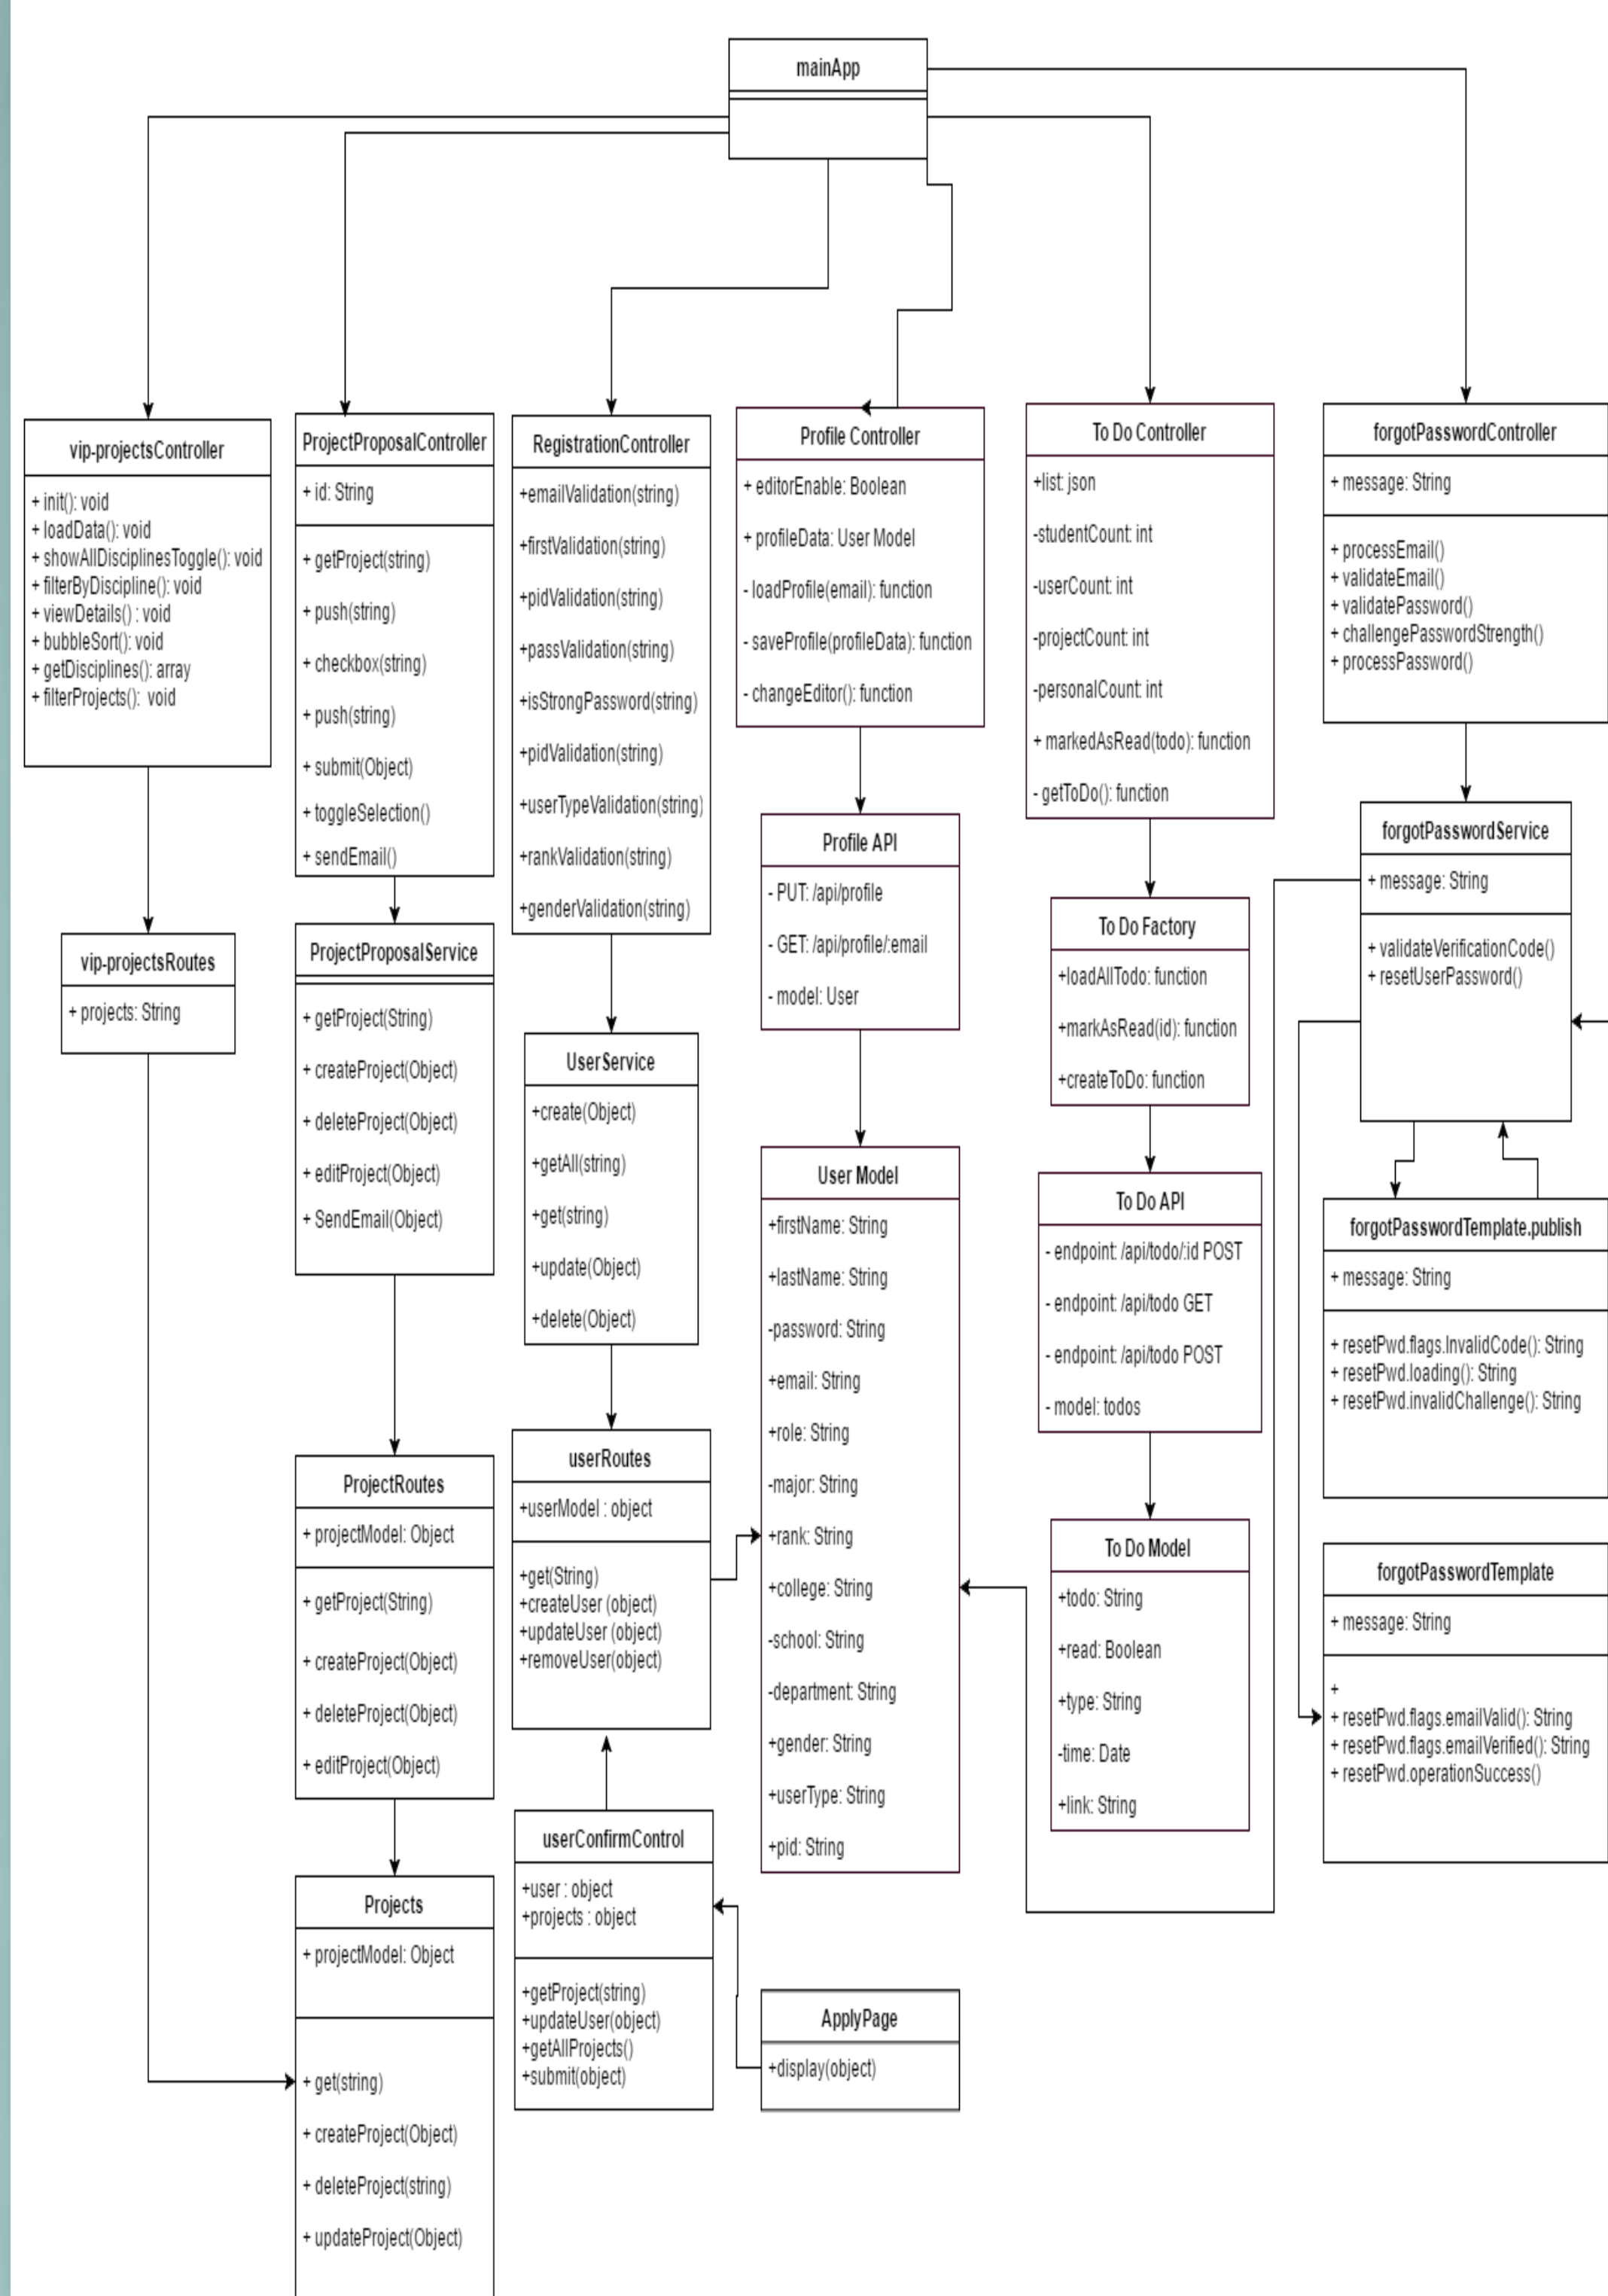 mainApp
vip-projectsController
+ init(): void
+ loadData(): void
+ showAllDisciplinesToggle(): void
+ filterByDiscipline(): void
+ viewDetails() : void
+ bubbleSort(): void
+ getDisciplines(): array
+ filterProjects(): void
vip-projectsRoutes
+ projects: String
ProjectProposalController
+ id: String
+ getProject(string)
+ push(string)
+ checkbox(string)
+ push(string)
+ submit(Object)
+ toggleSelection()
+ sendEmail()
ProjectProposalService
+ getProject(String)
+ createProject(Object)
+ deleteProject(Object)
+ editProject(Object)
+ SendEmail(Object)
ProjectRoutes
+ projectModel: Object
+ getProject(String)
+ createProject(Object)
+ deleteProject(Object)
+ editProject(Object)
Projects
+ projectModel: Object
+ get(string)
+ createProject(Object)
+ deleteProject(string)
+ updateProject(Object)
RegistrationController
+emailValidation(string)
+firstValidation(string)
+pidValidation(string)
+passValidation(string)
+isStrongPassword(string)
+pidValidation(string)
+userTypeValidation(string)
+rankValidation(string)
+genderValidation(string)
UserService
+create(Object)
+getAll(string)
+get(string)
+update(Object)
+delete(Object)
userRoutes
+userModel : object
+get(String)
+createUser (object)
+updateUser (object)
+removeUser(object)
userConfirmControl
+user : object
+projects : object
+getProject(string)
+updateUser(object)
+getAllProjects()
+submit(object)
Profile Controller
+ editorEnable: Boolean
+ profileData: User Model
- loadProfile(email): function
- saveProfile(profileData): function
- changeEditor(): function
Profile API
- PUT: /api/profile
- GET: /api/profile/:email
- model: User
User Model
+firstName: String
+lastName: String
-password: String
+email: String
+role: String
-major: String
+rank: String
+college: String
-school: String
-department: String
+gender: String
+userType: String
+pid: String
ApplyPage
+display(object)
To Do Controller
+list: json
-studentCount: int
-userCount: int
-projectCount: int
-personalCount: int
+ markedAsRead(todo): function
- getToDo(): function
To Do Factory
+loadAllTodo: function
+markAsRead(id): function
+createToDo: function
To Do API
- endpoint: /api/todo/:id POST
- endpoint: /api/todo GET
- endpoint: /api/todo POST
- model: todos
To Do Model
+todo: String
+read: Boolean
+type: String
-time: Date
+link: String
forgotPasswordController
+ message: String
+ processEmail()
+ validateEmail()
+ validatePassword()
+ challengePasswordStrength()
+ processPassword()
forgotPasswordService
+ message: String
+ validateVerificationCode()
+ resetUserPassword()
forgotPasswordTemplate.publish
+ message: String
+ resetPwd.flags.InvalidCode(): String
+ resetPwd.loading(): String
+ resetPwd.invalidChallenge(): String
forgotPasswordTemplate
+ message: String
+
+ resetPwd.flags.emailValid(): String
+ resetPwd.flags.emailVerified(): String
+ resetPwd.operationSuccess()